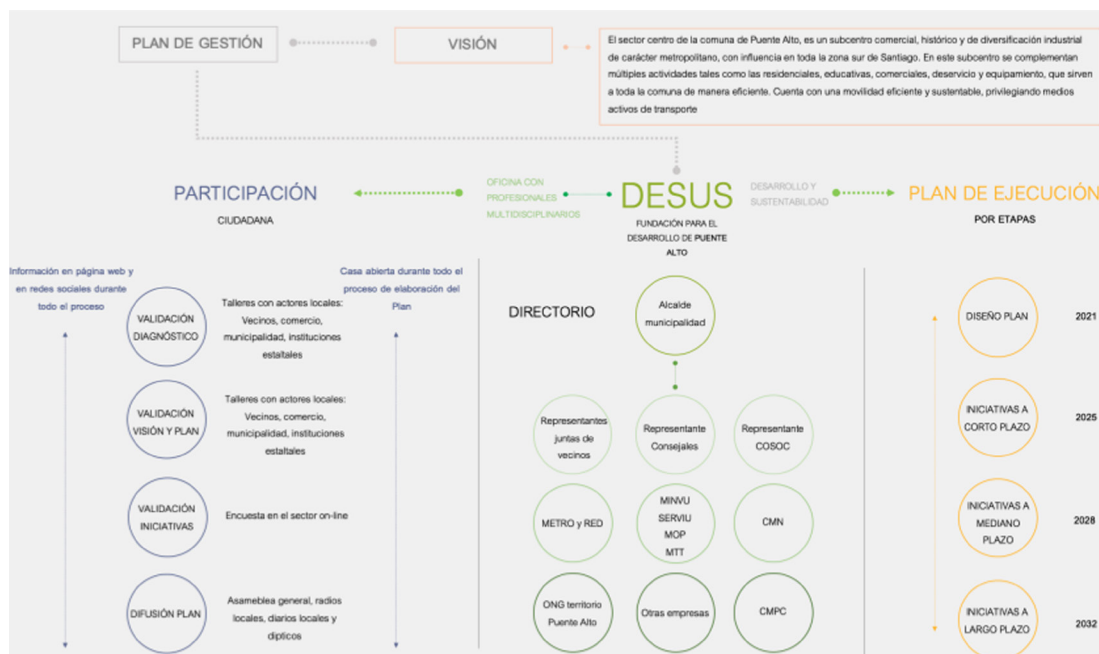 PLAN DE GESTIÓN
VISIÓN
El sector centro de la comuna de Puente Alto, es un subcentro comercial, histórico y de diversificación industrial
de carácter metropolitano, con influencia en toda la zona sur de Santiago. En este subcentro se complementan
múltiples actividades tales como las residenciales, educativas, comerciales, deservicio y equipamiento, que sirven
a toda la comuna de manera eficiente. Cuenta con una movilidad eficiente y sustentable, privilegiando medios
activos de transporte
PARTICIPACIÓN
CIUDADANA
OFICINA CON
PROFESIONALES
MULTIDISCIPLINARIOS
DESUS
FUNDACIÓN PARA EL
DESARROLLO DE PUENTE
ALTO
DESARROLLO Y
SUSTENTABILIDAD
PLAN DE EJECUCIÓN
POR ETAPAS
Información en página web y
en redes sociales durante
todo el proceso
Casa abierta durante todo el
proceso de elaboración del
Plan
VALIDACIÓN
DIAGNÓSTICO
Talleres con actores locales:
Vecinos, comercio,
municipalidad, instituciones
estaltales
VALIDACIÓN
VISIÓN Y PLAN
Talleres con actores locales:
Vecinos, comercio,
municipalidad, instituciones
estaltales
VALIDACIÓN
INICIATIVAS
Encuesta en el sector on-line
DIFUSIÓN PLAN
Asameblea general, radios
locales, diarios locales y
dípticos
DIRECTORIO
Alcalde
municipalidad
Representantes
juntas de
vecinos
Representante
Consejales
Representante
COSOC
METRO y RED
MINVU
SERVIU
MOP
MTT
CMN
ONG territorio
Puente Alto
Otras empresas
CMPC
DISEÑO PLAN
2021
INICIATIVAS A
CORTO PLAZO
2025
INICIATIVAS A
MEDIANO
PLAZO
2028
INICIATIVAS A
LARGO PLAZO
2032